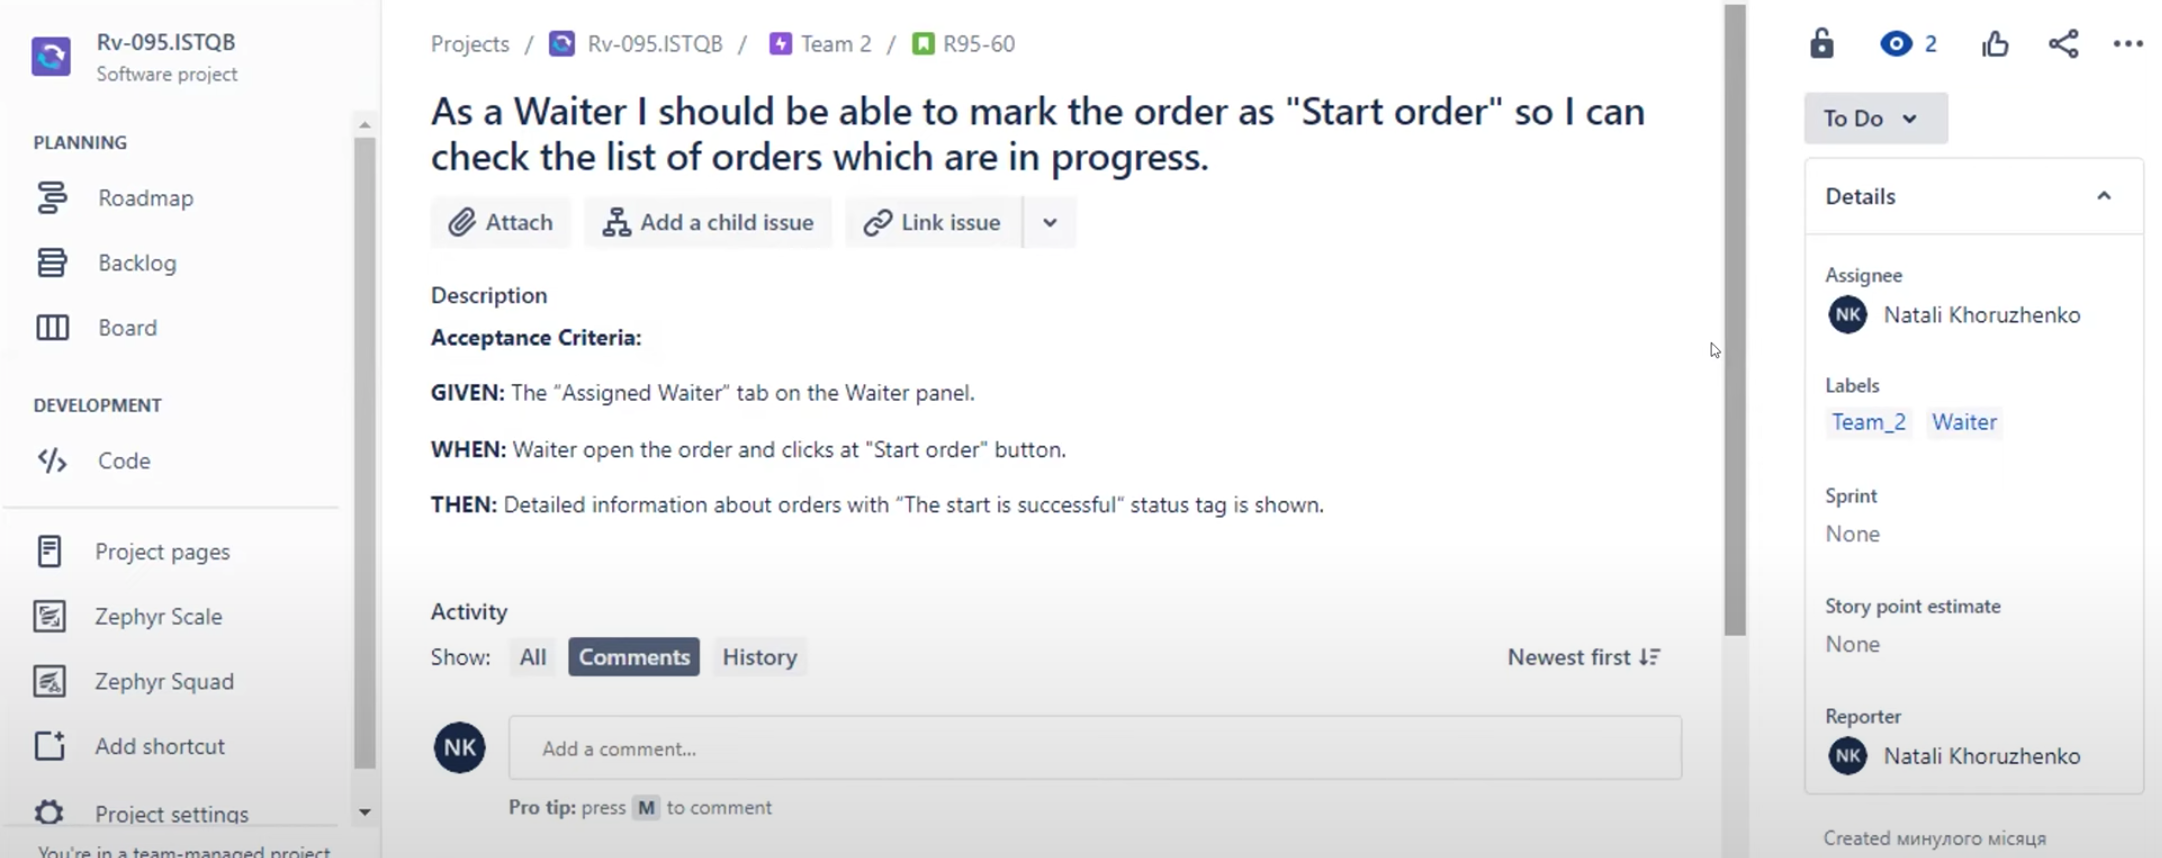 Rv-095.ISTQB
Software project
PLANNING
Roadmap
Backlog
Board
DEVELOPMENT
Code
Project pages
Zephyr Scale
Zephyr Squad
Add shortcut
Project settings
You're in a team-managed project
Projects / Rv-095.ISTQB / Team 2 / R95-60
As a Waiter I should be able to mark the order as "Start order" so I can
check the list of orders which are in progress.
Attach Add a child issue Link issue
Description
Acceptance Criteria:
GIVEN: The “Assigned Waiter” tab on the Waiter panel.
WHEN: Waiter open the order and clicks at "Start order" button.
THEN: Detailed information about orders with “The start is successful“ status tag is shown.
Activity
Show: All Comments History Newest first
NK Add a comment...
Pro tip: press M to comment
2
To Do
Details
Assignee
NK Natali Khoruzhenko
Labels
Team_2 Waiter
Sprint
None
Story point estimate
None
Reporter
NK Natali Khoruzhenko
Created минулого місяця